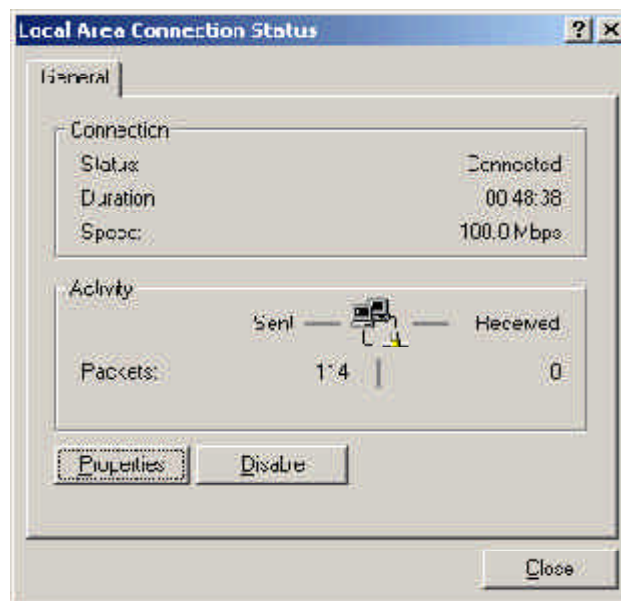 Local Area Connection Status
General
Connection
Status: Connected
Duration: 00:48:38
Speed: 100.0 Mbps
Activity
Sent Received
Packets: 114 0
Properties Disable
Close